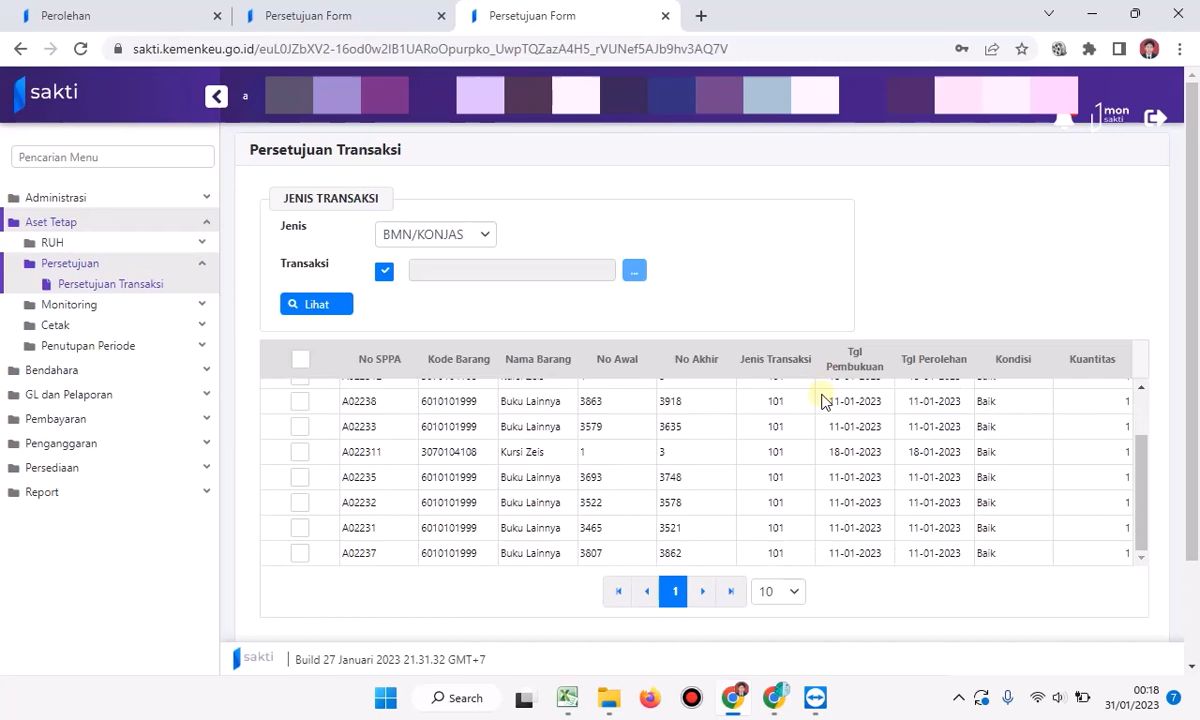 Perolehan
Persetujuan Form
Persetujuan Form
sakti.kemenkeu.go.id/euL0JZbXV2-16od0w2IB1UARoOpurpko_UwpTQZazA4H5_rVUNef5AJb9hv3AQ7V
sakti
a
mon
sakti
Pencarian Menu
Administrasi
Aset Tetap
RUH
Persetujuan
Persetujuan Transaksi
Monitoring
Cetak
Penutupan Periode
Bendahara
GL dan Pelaporan
Pembayaran
Penganggaran
Persediaan
Report
Persetujuan Transaksi
JENIS TRANSAKSI
Jenis
BMN/KONJAS
Transaksi
...
Lihat
No SPPA Kode Barang Nama Barang No Awal No Akhir Jenis Transaksi Tgl Pembukuan Tgl Perolehan Kondisi Kuantitas
A02238 6010101999 Buku Lainnya 3863 3918 101 11-01-2023 11-01-2023 Baik 1
A02233 6010101999 Buku Lainnya 3579 3635 101 11-01-2023 11-01-2023 Baik 1
A022311 3070104108 Kursi Zeis 1 3 101 18-01-2023 18-01-2023 Baik 1
A02235 6010101999 Buku Lainnya 3693 3748 101 11-01-2023 11-01-2023 Baik 1
A02232 6010101999 Buku Lainnya 3522 3578 101 11-01-2023 11-01-2023 Baik 1
A02231 6010101999 Buku Lainnya 3465 3521 101 11-01-2023 11-01-2023 Baik 1
A02237 6010101999 Buku Lainnya 3807 3862 101 11-01-2023 11-01-2023 Baik 1
1
10
sakti
Build 27 Januari 2023 21.31.32 GMT+7
Search
00:18
31/01/2023
7